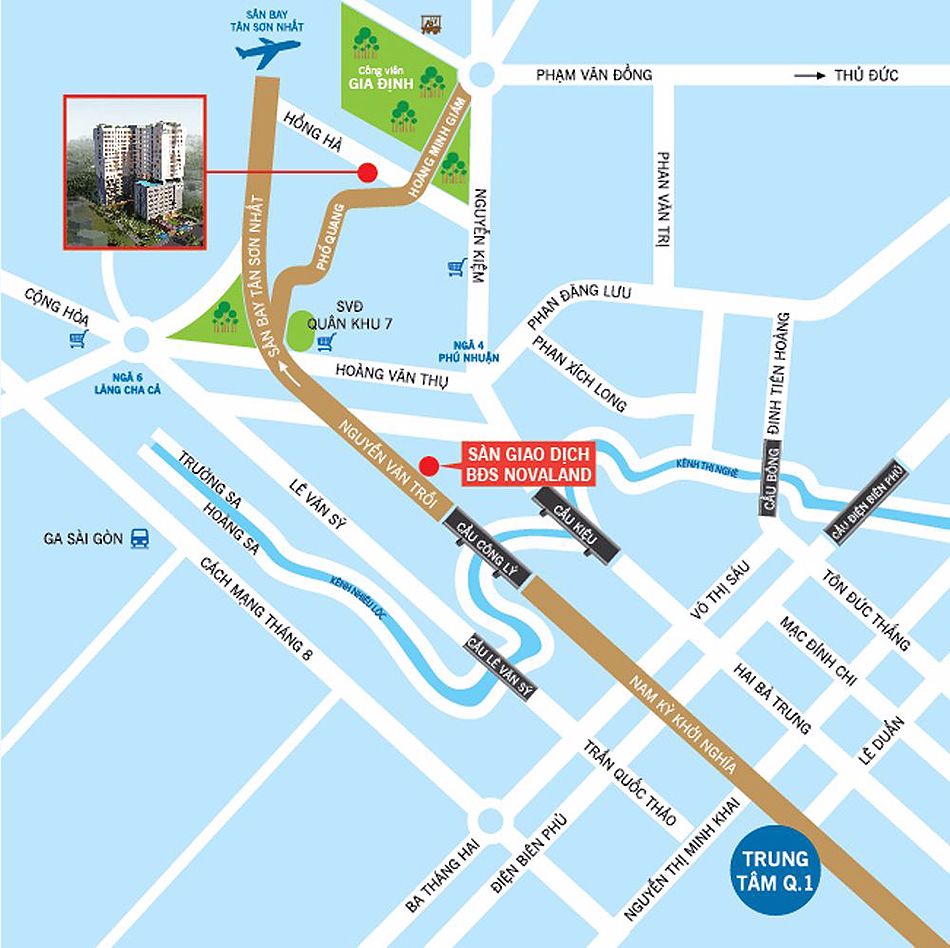 SÂN BAY
TÂN SƠN NHẤT
Công viên
GIA ĐỊNH
PHẠM VĂN ĐỒNG
THỦ ĐỨC
HỒNG HÀ
HOÀNG MINH GIÁM
PHAN VĂN TRỊ
NGUYỄN KIỆM
PHỔ QUANG
SÂN BAY TÂN SƠN NHẤT
CỘNG HÒA
SVĐ
QUÂN KHU 7
PHAN ĐĂNG LƯU
NGÃ 4
PHÚ NHUẬN
PHAN XÍCH LONG
ĐINH TIÊN HOÀNG
NGÃ 6
LĂNG CHA CẢ
HOÀNG VĂN THỤ
NGUYỄN VĂN TRỖI
SÀN GIAO DỊCH
BĐS NOVALAND
KÊNH THỊ NGHÈ
CẦU BÔNG
CẦU ĐIỆN BIÊN PHỦ
TRƯỜNG SA
HOÀNG SA
LÊ VĂN SỸ
CẦU KIỆU
CẦU CÔNG LÝ
GA SÀI GÒN
CÁCH MẠNG THÁNG 8
KÊNH NHIÊU LỘC
VÕ THỊ SÁU
TÔN ĐỨC THẮNG
MẠC ĐĨNH CHI
CẦU LÊ VĂN SỸ
HAI BÀ TRƯNG
NAM KỲ KHỞI NGHĨA
LÊ DUẨN
TRẦN QUỐC THẢO
BA THÁNG HAI
ĐIỆN BIÊN PHỦ
NGUYỄN THỊ MINH KHAI
TRUNG
TÂM Q.1